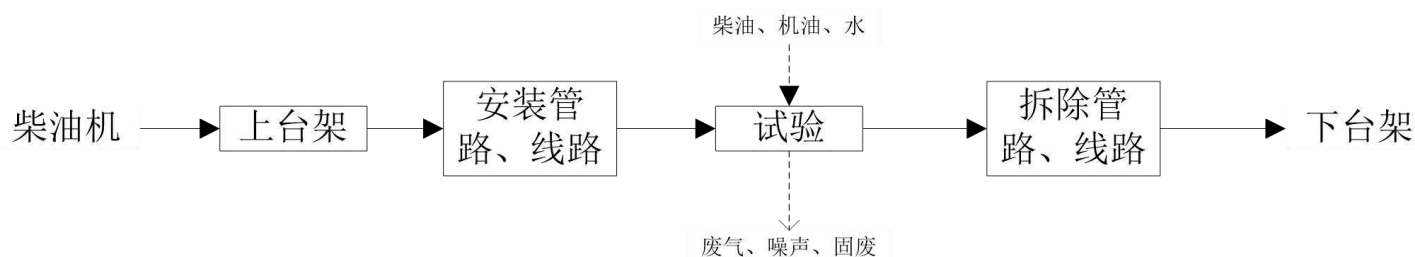 柴油、机油、水
柴油机
上台架
安装管
路、线路
试验
拆除管
路、线路
下台架
废气、噪声、固废